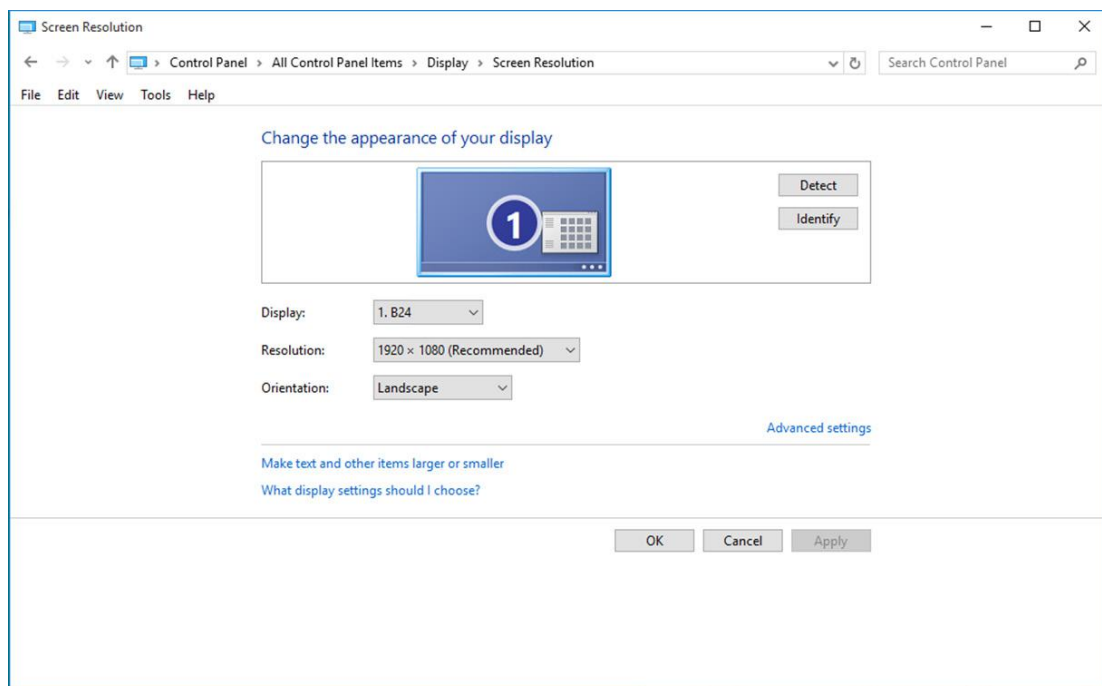 Screen Resolution
Control Panel > All Control Panel Items > Display > Screen Resolution
Search Control Panel
File Edit View Tools Help
Change the appearance of your display
1
Detect
Identify
Display: 1. B24
Resolution: 1920 × 1080 (Recommended)
Orientation: Landscape
Advanced settings
Make text and other items larger or smaller
What display settings should I choose?
OK Cancel Apply